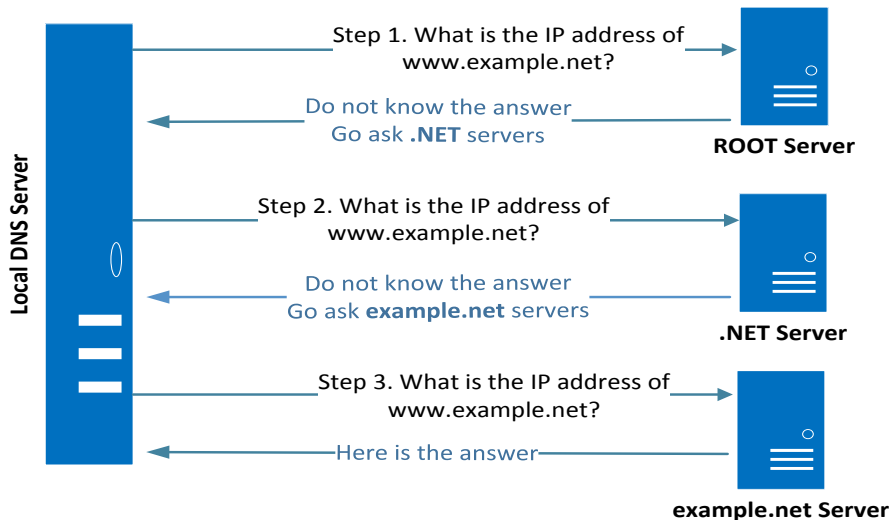 Local DNS Server
Step 1. What is the IP address of
www.example.net?
Do not know the answer
Go ask .NET servers
ROOT Server
Step 2. What is the IP address of
www.example.net?
Do not know the answer
Go ask example.net servers
.NET Server
Step 3. What is the IP address of
www.example.net?
Here is the answer
example.net Server